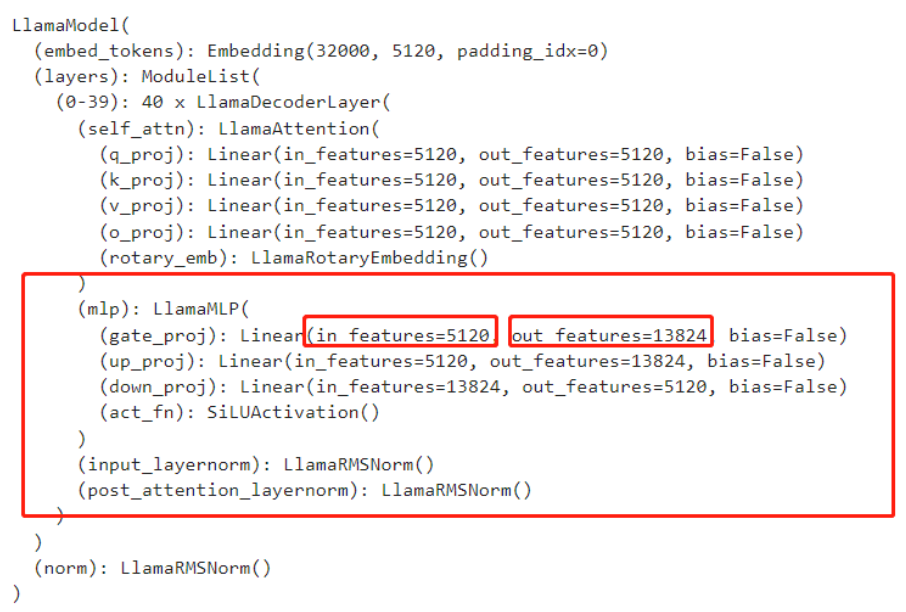 LlamaModel(
(embed_tokens): Embedding(32000, 5120, padding_idx=0)
(layers): ModuleList(
(0-39): 40 x LlamaDecoderLayer(
(self_attn): LlamaAttention(
(q_proj): Linear(in_features=5120, out_features=5120, bias=False)
(k_proj): Linear(in_features=5120, out_features=5120, bias=False)
(v_proj): Linear(in_features=5120, out_features=5120, bias=False)
(o_proj): Linear(in_features=5120, out_features=5120, bias=False)
(rotary_emb): LlamaRotaryEmbedding()
)
(mlp): LlamaMLP(
(gate_proj): Linear(in_features=5120, out_features=13824, bias=False)
(up_proj): Linear(in_features=5120, out_features=13824, bias=False)
(down_proj): Linear(in_features=13824, out_features=5120, bias=False)
(act_fn): SiLUActivation()
)
(input_layernorm): LlamaRMSNorm()
(post_attention_layernorm): LlamaRMSNorm()
)
)
(norm): LlamaRMSNorm()
)